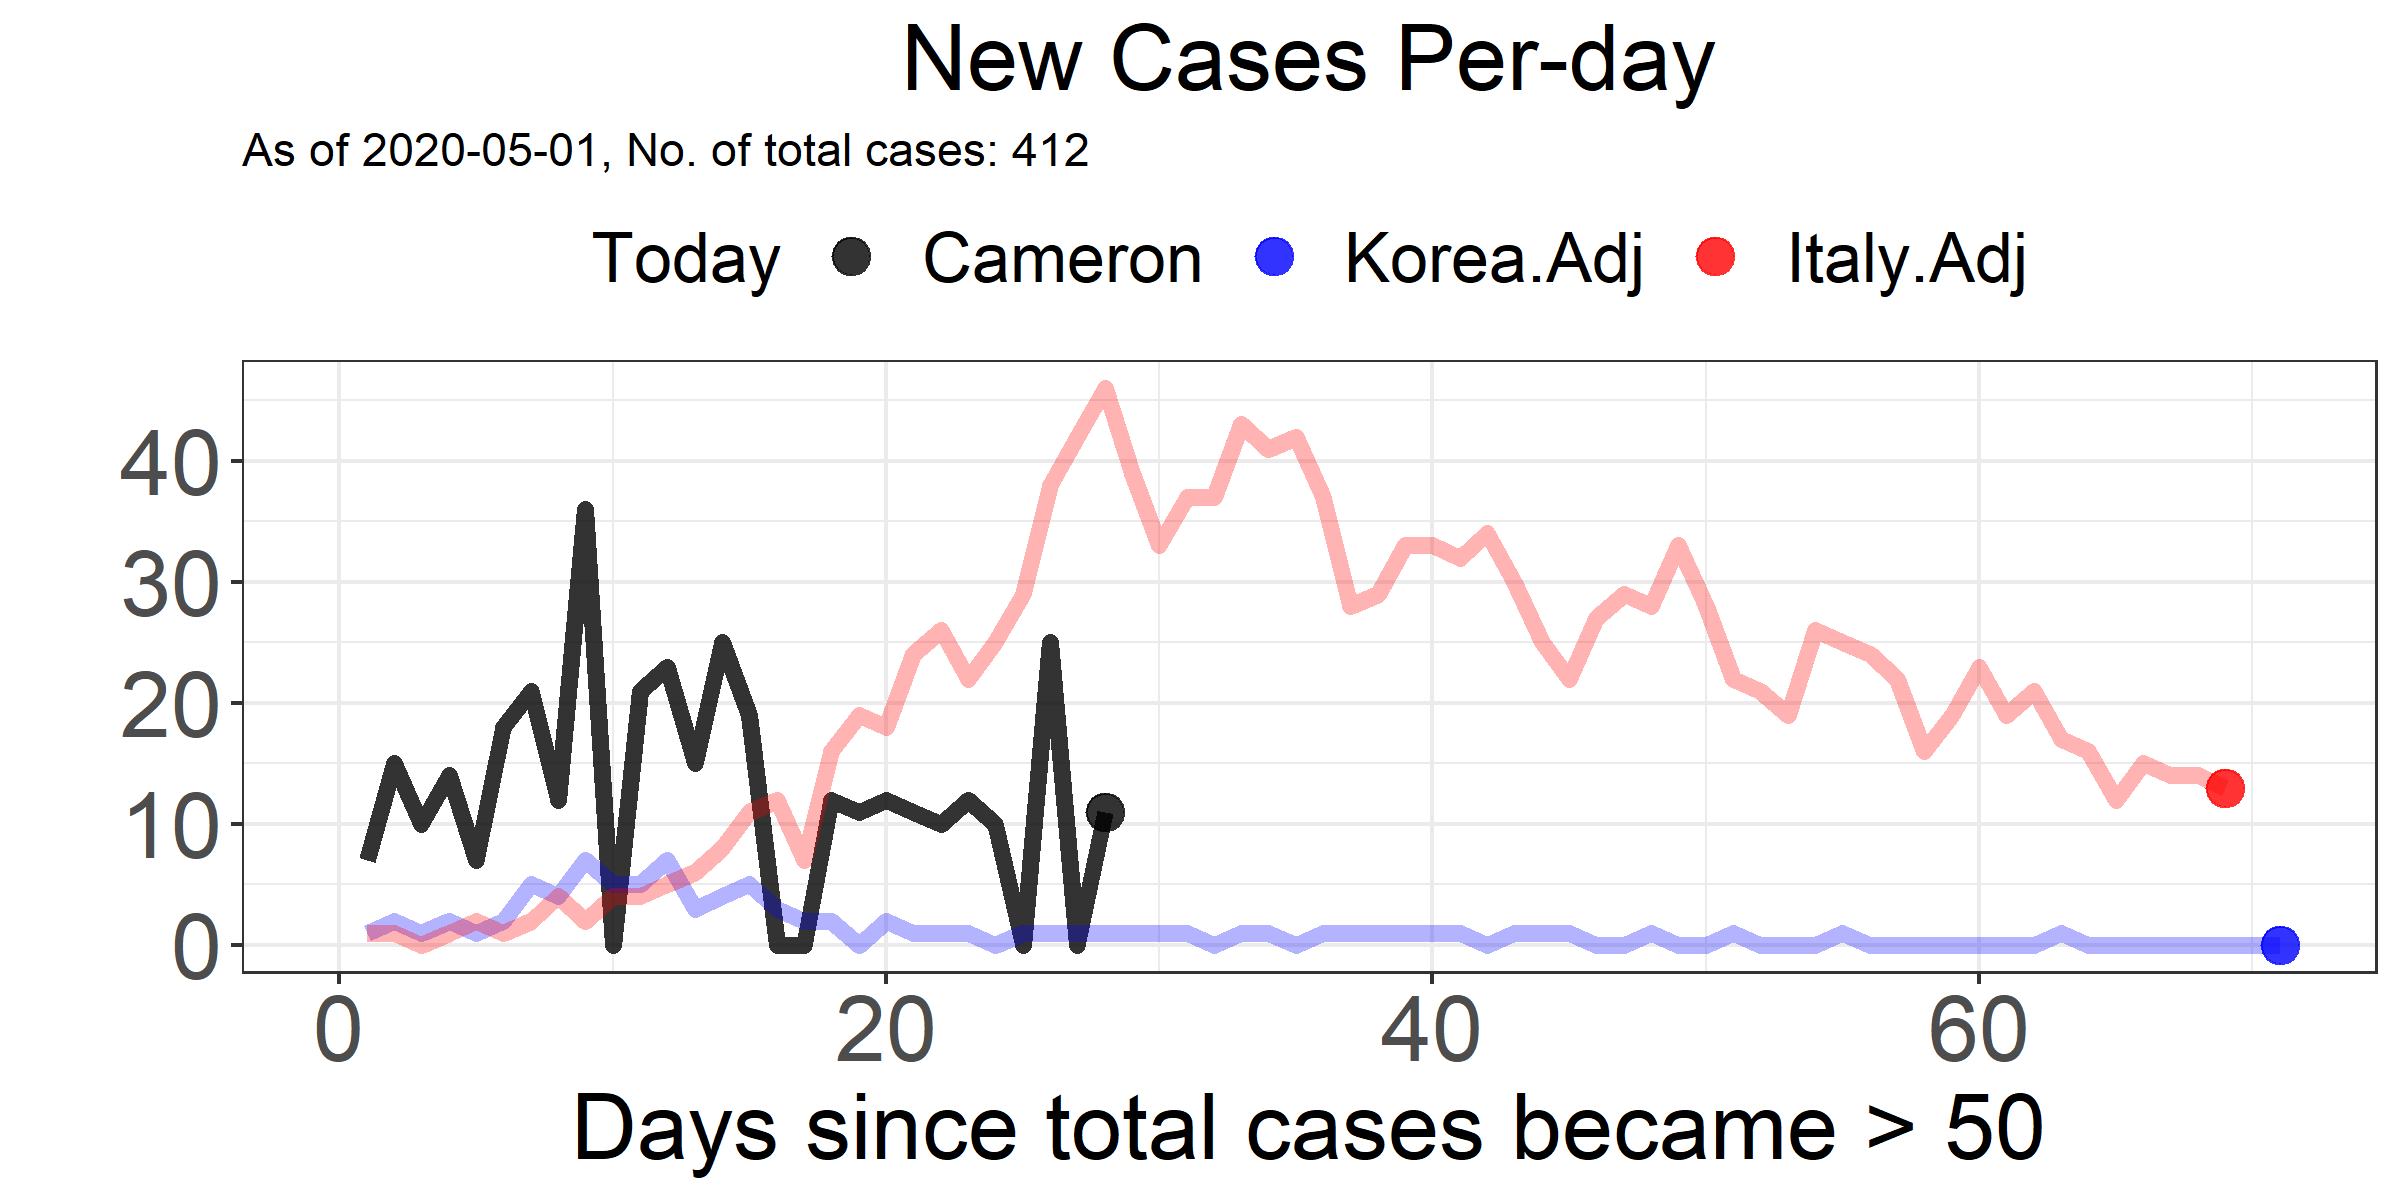 New Cases Per-day
As of 2020-05-01, No. of total cases: 412
Today Cameron Korea.Adj Italy.Adj
40
30
20
10
0
0 20 40 60
Days since total cases became > 50